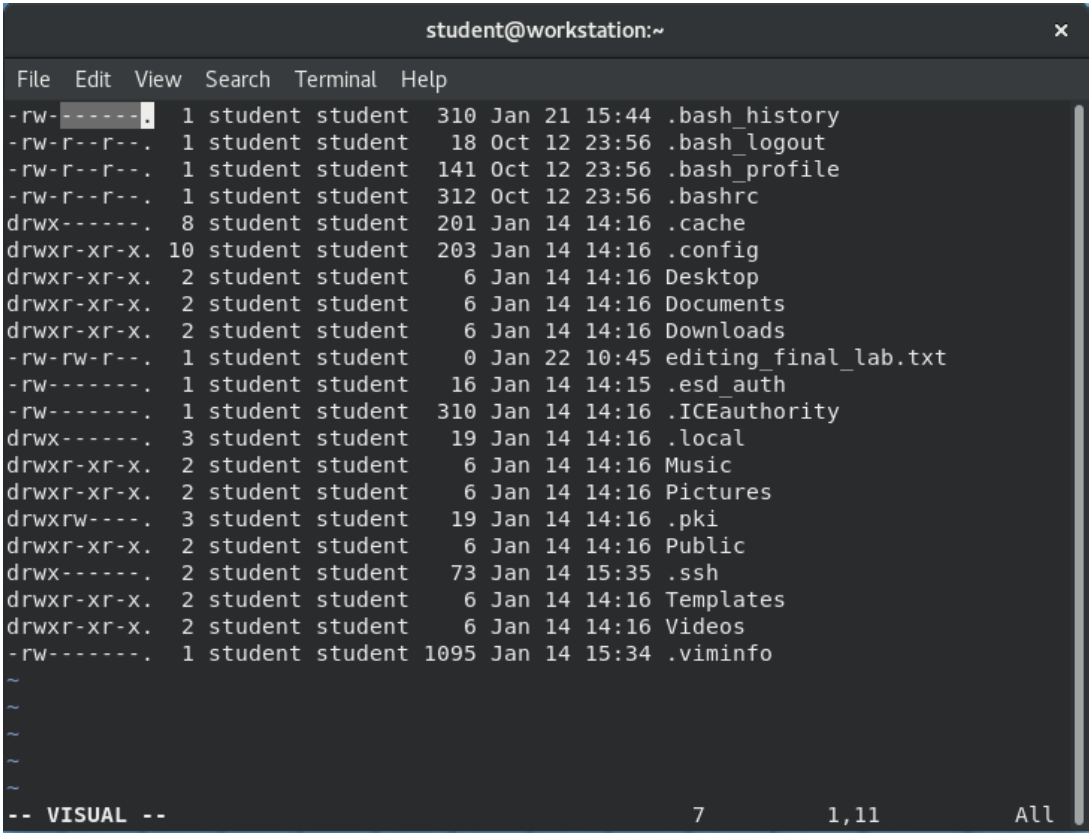 student@workstation:~ ×
File Edit View Search Terminal Help
-rw-------.  1 student student  310 Jan 21 15:44 .bash_history
-rw-r--r--.  1 student student   18 Oct 12 23:56 .bash_logout
-rw-r--r--.  1 student student  141 Oct 12 23:56 .bash_profile
-rw-r--r--.  1 student student  312 Oct 12 23:56 .bashrc
drwx------.  8 student student  201 Jan 14 14:16 .cache
drwxr-xr-x. 10 student student  203 Jan 14 14:16 .config
drwxr-xr-x.  2 student student    6 Jan 14 14:16 Desktop
drwxr-xr-x.  2 student student    6 Jan 14 14:16 Documents
drwxr-xr-x.  2 student student    6 Jan 14 14:16 Downloads
-rw-rw-r--.  1 student student    0 Jan 22 10:45 editing_final_lab.txt
-rw-------.  1 student student   16 Jan 14 14:15 .esd_auth
-rw-------.  1 student student  310 Jan 14 14:16 .ICEauthority
drwx------.  3 student student   19 Jan 14 14:16 .local
drwxr-xr-x.  2 student student    6 Jan 14 14:16 Music
drwxr-xr-x.  2 student student    6 Jan 14 14:16 Pictures
drwxrw----.  3 student student   19 Jan 14 14:16 .pki
drwxr-xr-x.  2 student student    6 Jan 14 14:16 Public
drwx------.  2 student student   73 Jan 14 15:35 .ssh
drwxr-xr-x.  2 student student    6 Jan 14 14:16 Templates
drwxr-xr-x.  2 student student    6 Jan 14 14:16 Videos
-rw-------.  1 student student 1095 Jan 14 15:34 .viminfo
~
~
~
~
~
-- VISUAL -- 7 1,11 All